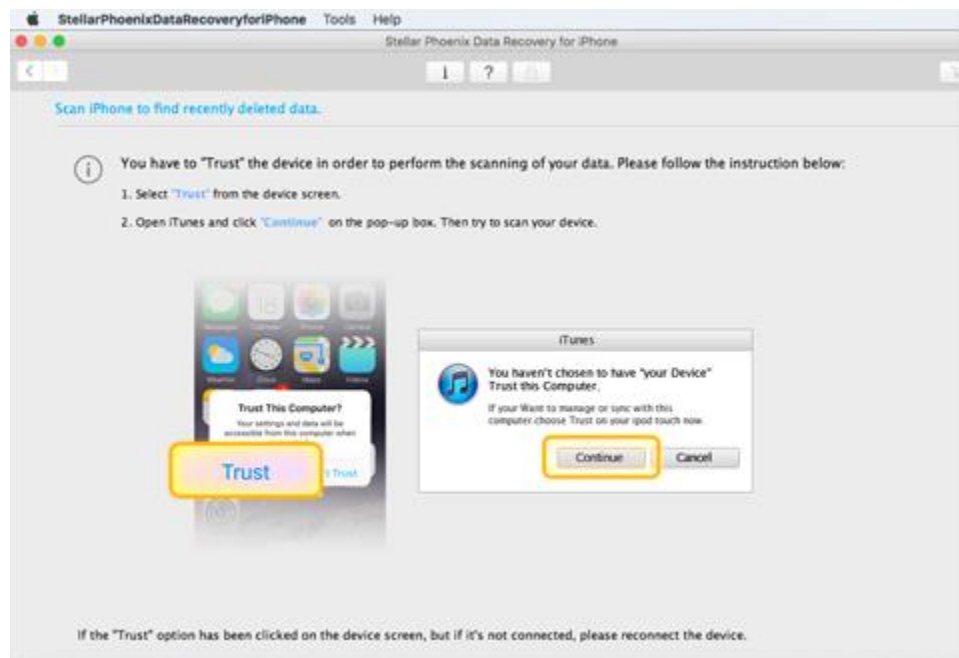 StellarPhoenixDataRecoveryforiPhone Tools Help
Stellar Phoenix Data Recovery for iPhone
i ?
Scan iPhone to find recently deleted data.
You have to "Trust" the device in order to perform the scanning of your data. Please follow the instruction below:
1. Select "Trust" from the device screen.
2. Open iTunes and click "Continue" on the pop-up box. Then try to scan your device.
18
Trust This Computer?
Your settings and data will be
accessible from this computer when
Trust
t Trust
iTunes
You haven't chosen to have "your Device"
Trust this Computer.
If your Want to manage or sync with this
computer choose Trust on your ipod touch now.
Continue Cancel
If the "Trust" option has been clicked on the device screen, but if it's not connected, please reconnect the device.